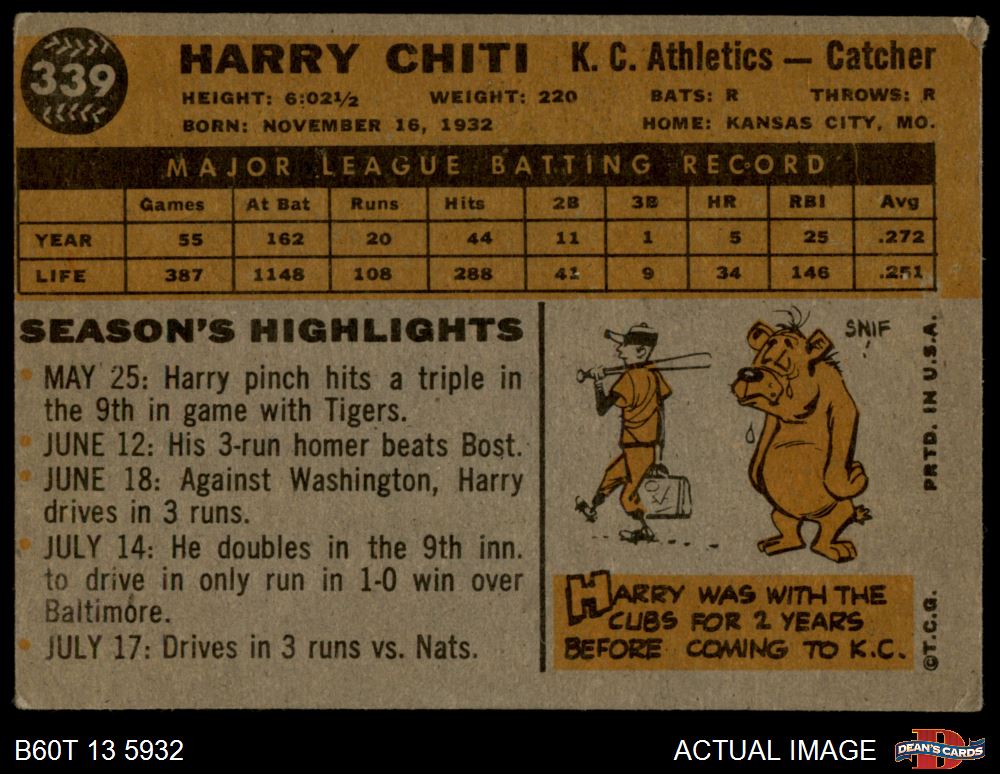 339
HARRY CHITI K. C. Athletics — Catcher
HEIGHT: 6:02½ WEIGHT: 220 BATS: R THROWS: R
BORN: NOVEMBER 16, 1932 HOME: KANSAS CITY, MO.
MAJOR LEAGUE BATTING RECORD
Games At Bat Runs Hits 2B 3B HR RBI Avg
YEAR 55 162 20 44 11 1 5 25 .272
LIFE 387 1148 108 288 41 9 34 146 .251
SEASON'S HIGHLIGHTS
• MAY 25: Harry pinch hits a triple in
the 9th in game with Tigers.
• JUNE 12: His 3-run homer beats Bost.
• JUNE 18: Against Washington, Harry
drives in 3 runs.
• JULY 14: He doubles in the 9th inn.
to drive in only run in 1-0 win over
Baltimore.
• JULY 17: Drives in 3 runs vs. Nats.
SNIF
!
HARRY WAS WITH THE
CUBS FOR 2 YEARS
BEFORE COMING TO K.C.
©T.C.G. PRTD. IN U.S.A.
B60T 13 5932 ACTUAL IMAGE DEAN'S CARDS